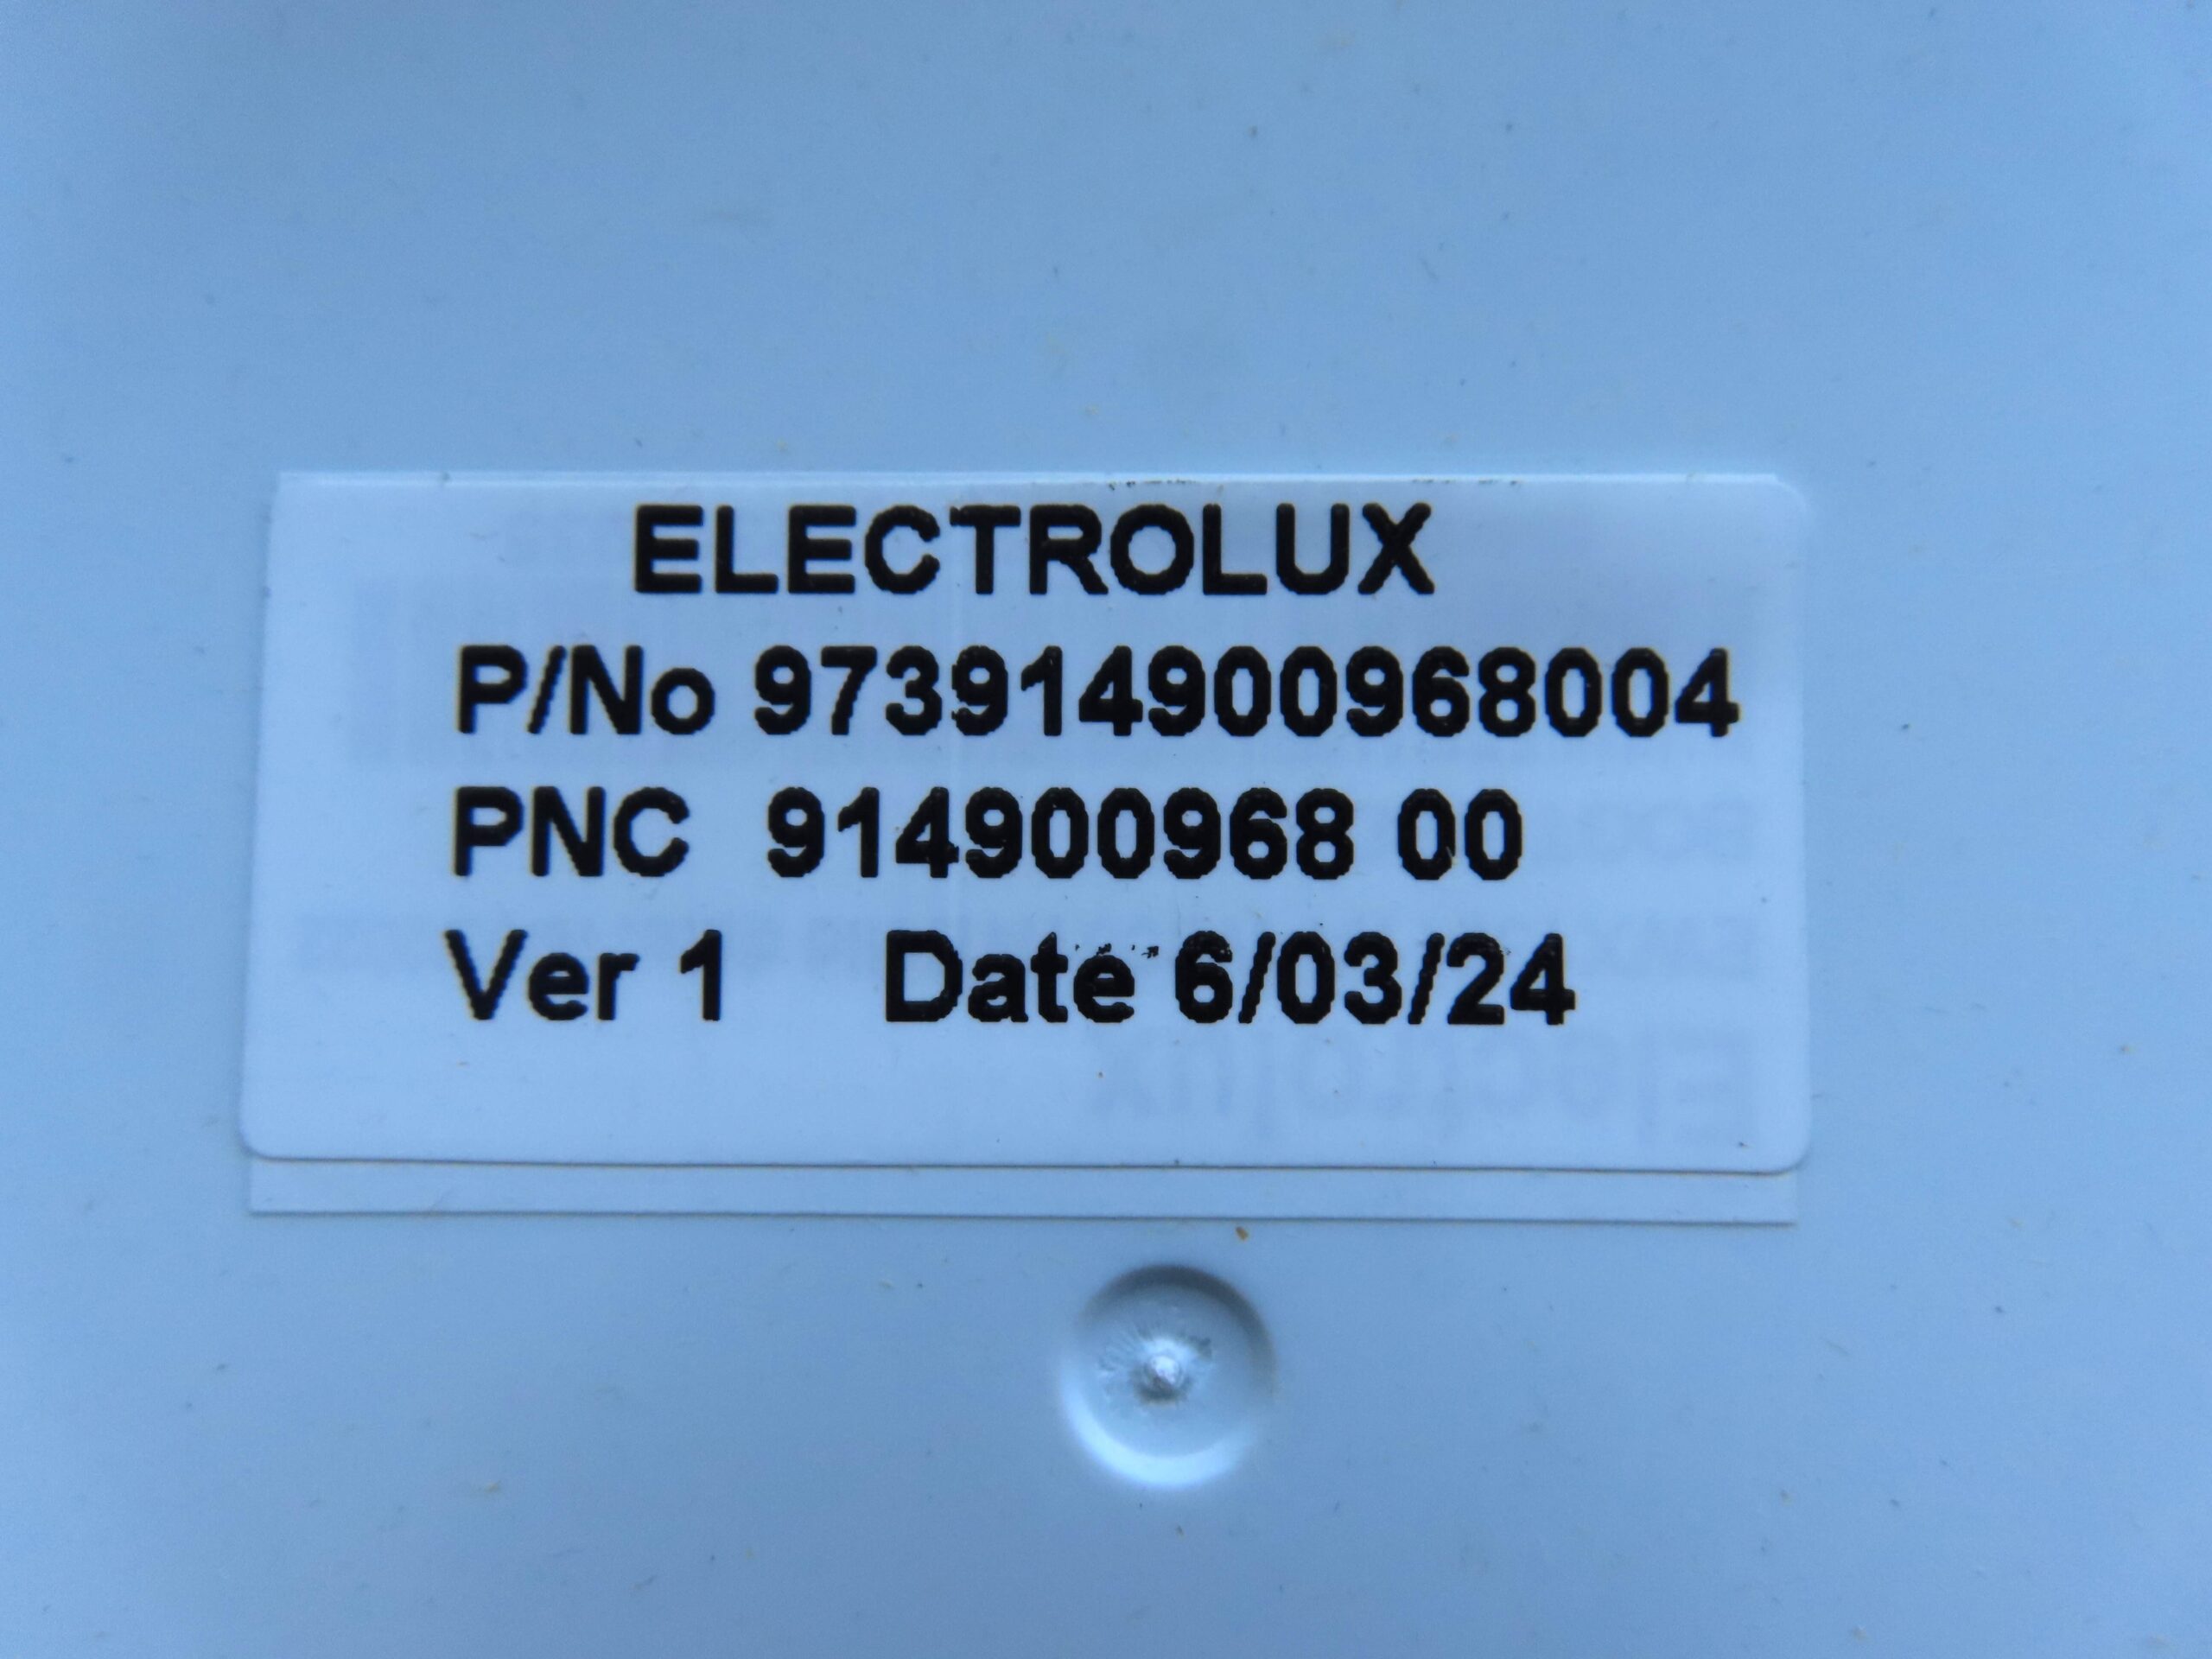 ELECTROLUX
P/No 973914900968004
PNC 914900968 00
Ver 1 Date 6/03/24